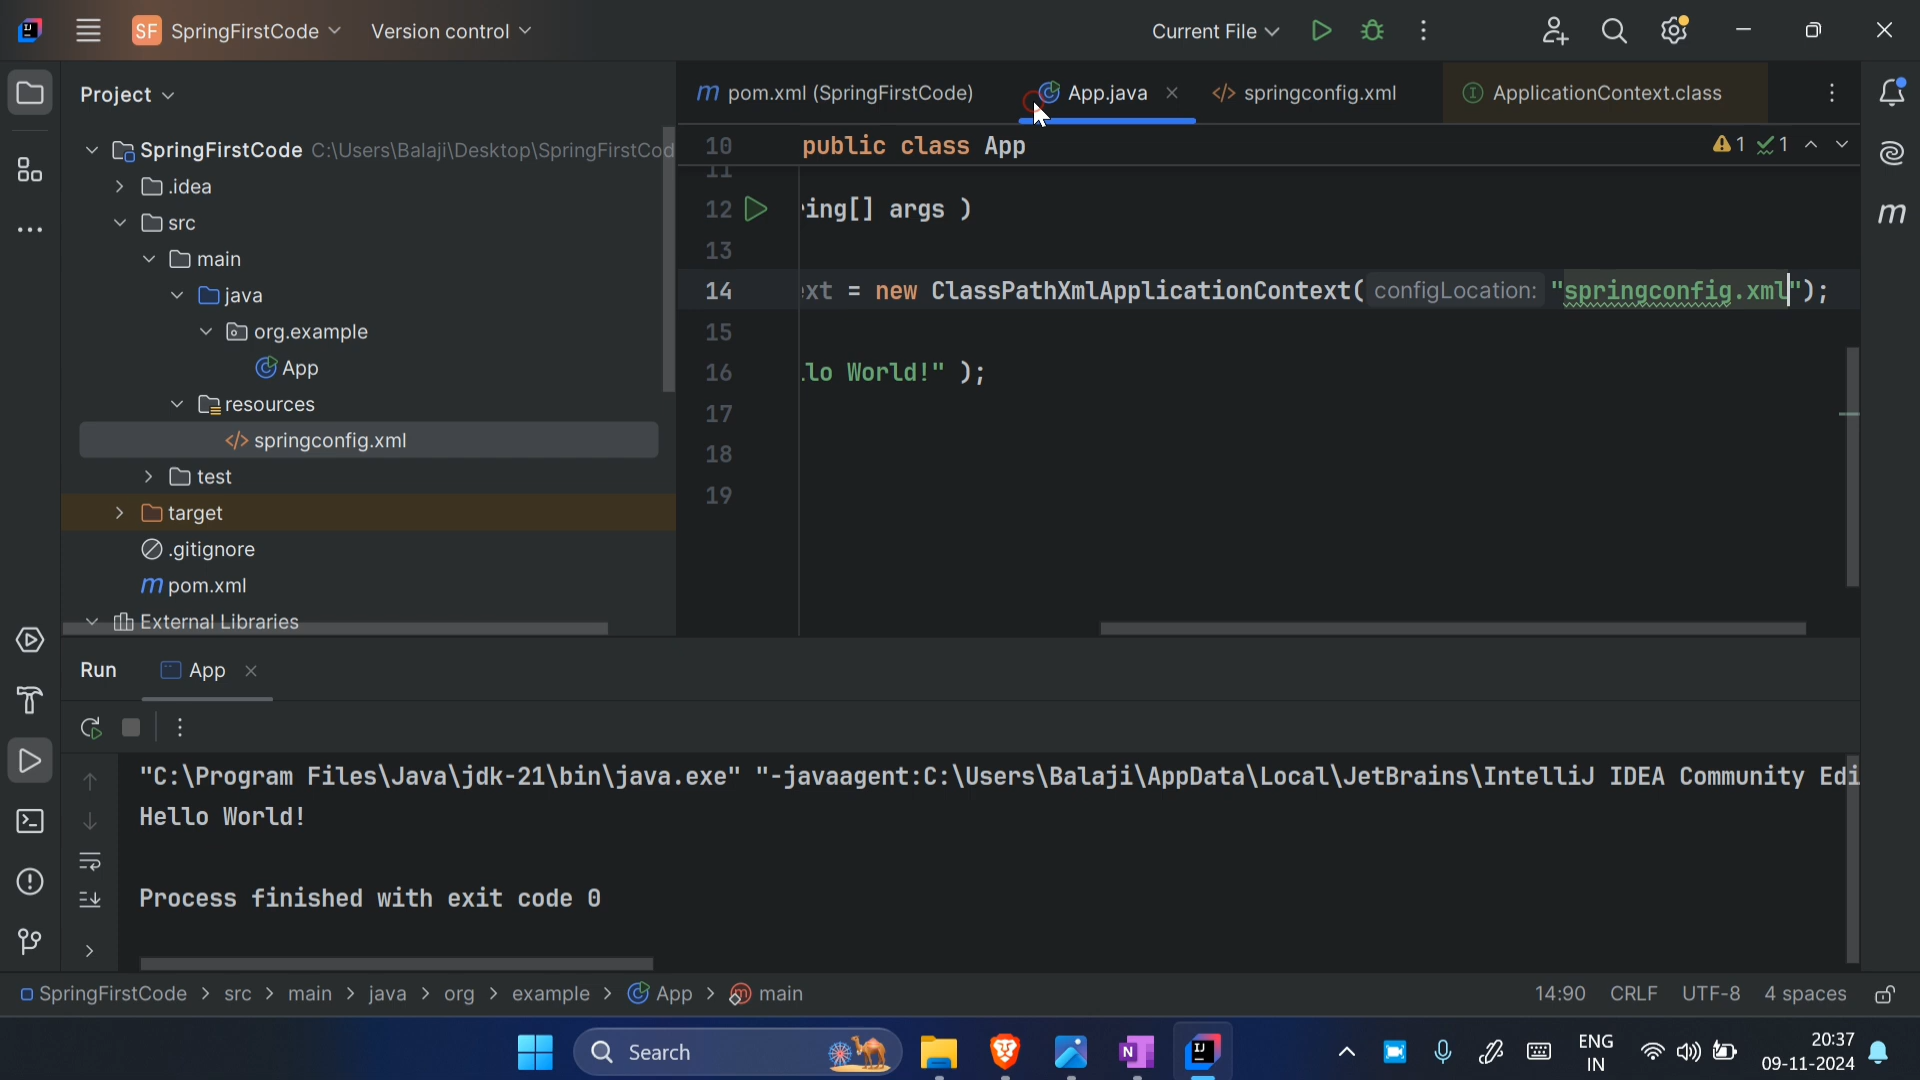 SF SpringFirstCode Version control Current File
Project
pom.xml (SpringFirstCode) App.java springconfig.xml ApplicationContext.class
SpringFirstCode C:\Users\Balaji\Desktop\SpringFirstCod
.idea
src
main
java
org.example
App
resources
springconfig.xml
test
target
.gitignore
pom.xml
External Libraries
10 public class App 1 1
11
12 ring[] args )
13
14 xt = new ClassPathXmlApplicationContext( configLocation: "springconfig.xml");
15
16 lo World!" );
17
18
19
Run App
"C:\Program Files\Java\jdk-21\bin\java.exe" "-javaagent:C:\Users\Balaji\AppData\Local\JetBrains\IntelliJ IDEA Community Edi
Hello World!
Process finished with exit code 0
SpringFirstCode > src > main > java > org > example > App > main 14:90 CRLF UTF-8 4 spaces
Search ENG IN 20:37 09-11-2024